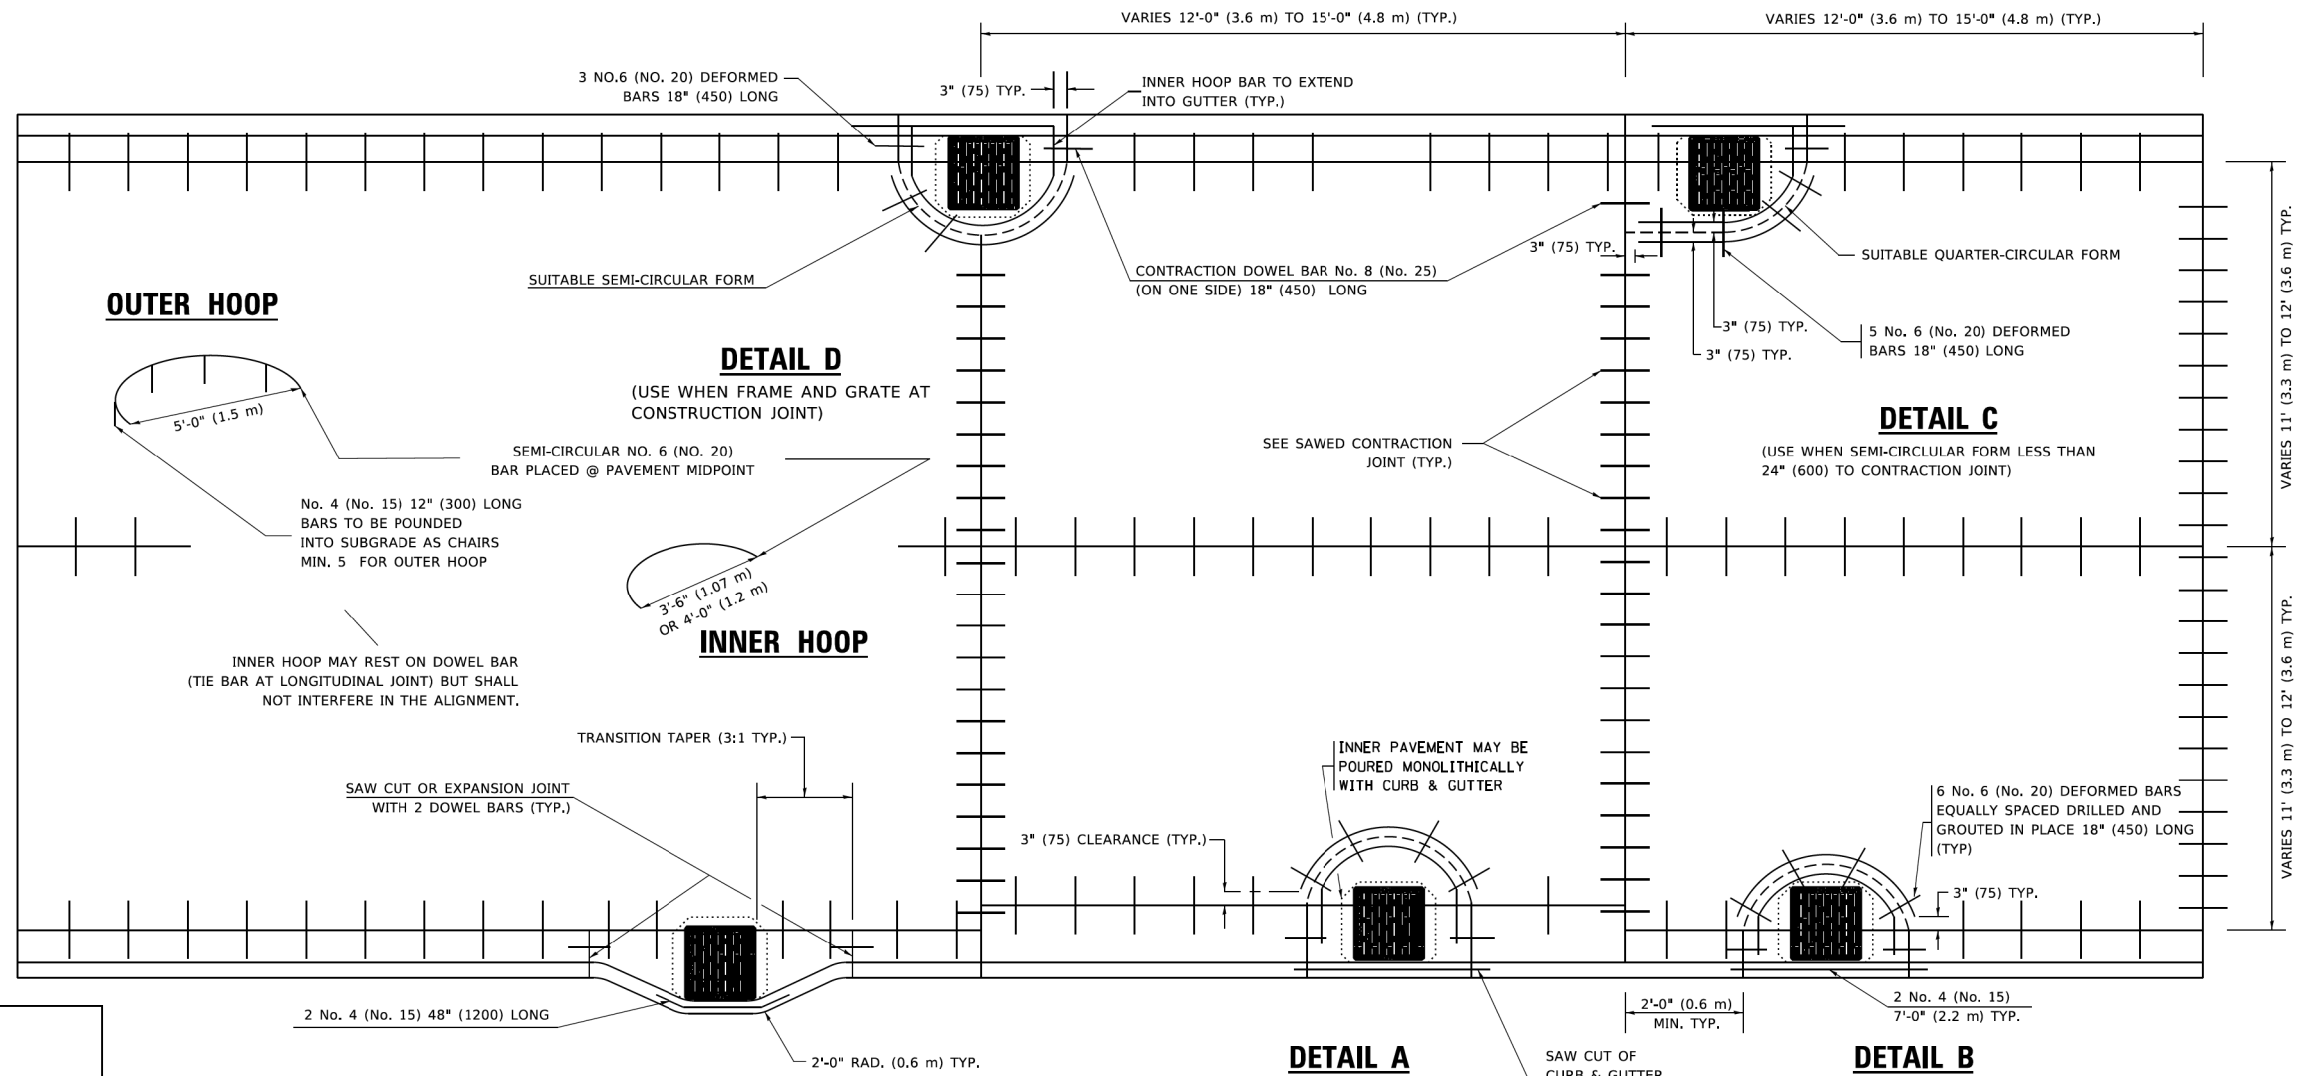 VARIES 12'-0" (3.6 m) TO 15'-0" (4.8 m) (TYP.)
VARIES 12'-0" (3.6 m) TO 15'-0" (4.8 m) (TYP.)
3 NO.6 (NO. 20) DEFORMED
BARS 18" (450) LONG
3" (75) TYP.
INNER HOOP BAR TO EXTEND
INTO GUTTER (TYP.)
SUITABLE SEMI-CIRCULAR FORM
CONTRACTION DOWEL BAR No. 8 (No. 25)
(ON ONE SIDE) 18" (450) LONG
3" (75) TYP.
SUITABLE QUARTER-CIRCULAR FORM
3" (75) TYP.
3" (75) TYP.
5 No. 6 (No. 20) DEFORMED
BARS 18" (450) LONG
VARIES 11' (3.3 m) TO 12' (3.6 m) TYP.
OUTER HOOP
5'-0" (1.5 m)
DETAIL D
(USE WHEN FRAME AND GRATE AT
CONSTRUCTION JOINT)
SEMI-CIRCULAR NO. 6 (NO. 20)
BAR PLACED @ PAVEMENT MIDPOINT
SEE SAWED CONTRACTION
JOINT (TYP.)
DETAIL C
(USE WHEN SEMI-CIRCLULAR FORM LESS THAN
24" (600) TO CONTRACTION JOINT)
No. 4 (No. 15) 12" (300) LONG
BARS TO BE POUNDED
INTO SUBGRADE AS CHAIRS
MIN. 5 FOR OUTER HOOP
3'-6" (1.07 m)
OR 4'-0" (1.2 m)
INNER HOOP
INNER HOOP MAY REST ON DOWEL BAR
(TIE BAR AT LONGITUDINAL JOINT) BUT SHALL
NOT INTERFERE IN THE ALIGNMENT.
VARIES 11' (3.3 m) TO 12' (3.6 m) TYP.
TRANSITION TAPER (3:1 TYP.)
SAW CUT OR EXPANSION JOINT
WITH 2 DOWEL BARS (TYP.)
INNER PAVEMENT MAY BE
POURED MONOLITHICALLY
WITH CURB & GUTTER
3" (75) CLEARANCE (TYP.)
6 No. 6 (No. 20) DEFORMED BARS
EQUALLY SPACED DRILLED AND
GROUTED IN PLACE 18" (450) LONG
(TYP)
3" (75) TYP.
2 No. 4 (No. 15) 48" (1200) LONG
2'-0" RAD. (0.6 m) TYP.
2'-0" (0.6 m)
MIN. TYP.
2 No. 4 (No. 15)
7'-0" (2.2 m) TYP.
DETAIL A
SAW CUT OF
CURB & GUTTER
DETAIL B